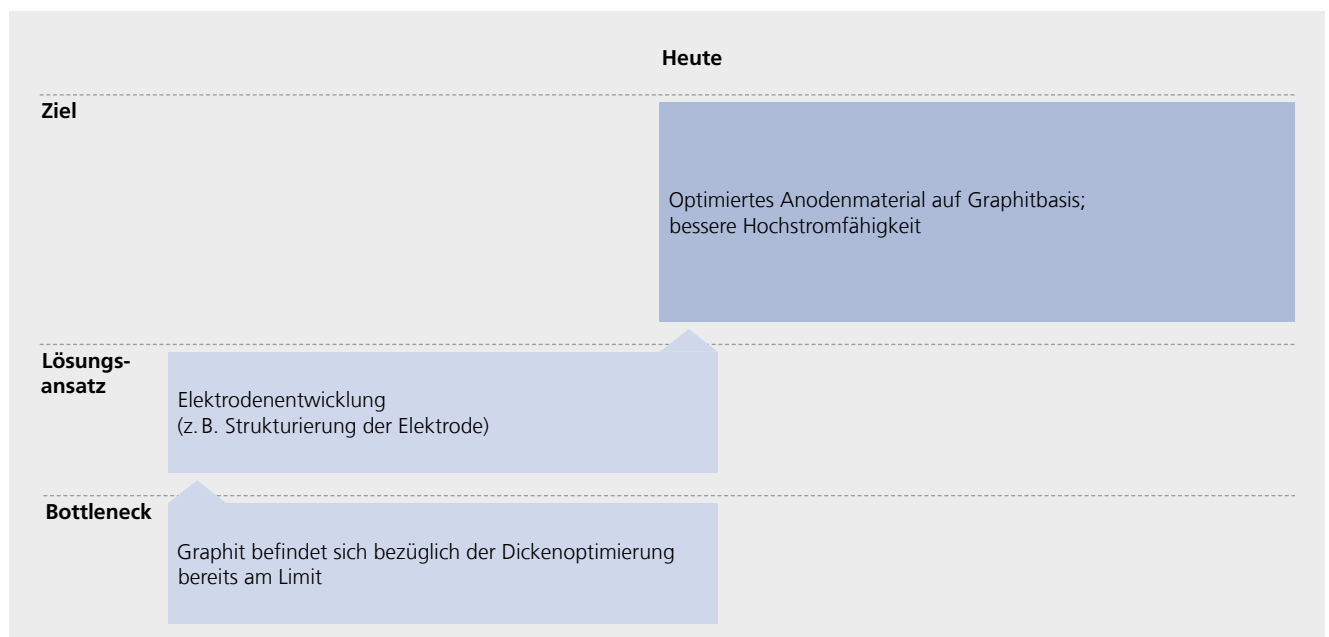 Heute
Ziel
Optimiertes Anodenmaterial auf Graphitbasis;
bessere Hochstromfähigkeit
Lösungs-
ansatz
Elektrodenentwicklung
(z. B. Strukturierung der Elektrode)
Bottleneck
Graphit befindet sich bezüglich der Dickenoptimierung
bereits am Limit